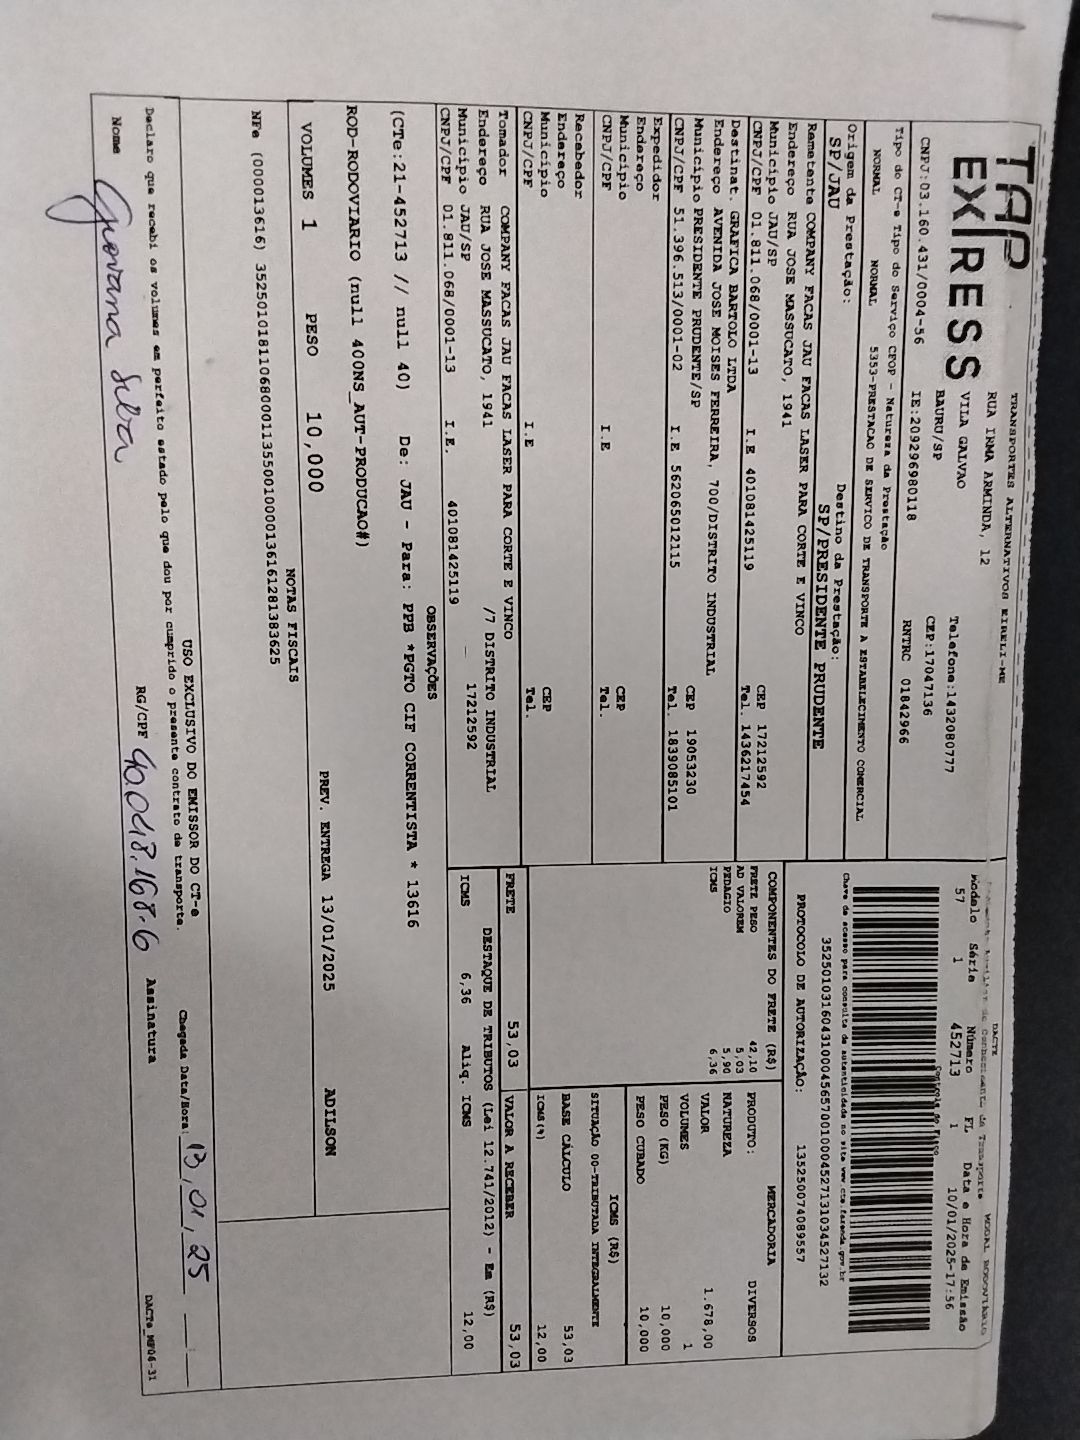 TAP EXPRESS
TRANSPORTES ALTERNATIVOS EIRELI-ME
RUA IRMA ARMINDA, 12
VILA GALVAO Telefone:1432080777
BAURU/SP CEP:17047136
CNPJ:03.160.431/0004-56 IE:209296980118 RNTRC 01842966
Tipo do CT-e Tipo do Serviço CFOP - Natureza da Prestação
NORMAL NORMAL 5353-PRESTACAO DE SERVICO DE TRANSPORTE A ESTABELECIMENTO COMERCIAL
Origem da Prestação: Destino da Prestação:
SP/JAU SP/PRESIDENTE PRUDENTE
Remetente COMPANY FACAS JAU FACAS LASER PARA CORTE E VINCO
Endereço RUA JOSE MASSUCATO, 1941
Município JAU/SP CEP 17212592
CNPJ/CPF 01.811.068/0001-13 I.E 401081425119 Tel. 1436217454
Destinat. GRAFICA BARTOLO LTDA
Endereço AVENIDA JOSE MOISES FERREIRA, 700/DISTRITO INDUSTRIAL
Município PRESIDENTE PRUDENTE/SP CEP 19053230
CNPJ/CPF 51.396.513/0001-02 I.E 562065012115 Tel. 1839085101
Expedidor
Endereço
Município CEP
CNPJ/CPF I.E Tel.
Recebedor
Endereço
Município CEP
CNPJ/CPF I.E Tel.
Tomador COMPANY FACAS JAU FACAS LASER PARA CORTE E VINCO
Endereço RUA JOSE MASSUCATO, 1941 /7 DISTRITO INDUSTRIAL
Município JAU/SP 17212592
CNPJ/CPF 01.811.068/0001-13 I.E. 401081425119
DACTE
Documento Auxiliar do Conhecimento de Transporte MODAL RODOVIÁRIO
Modelo Série Número FL Data e Hora de Emissão
57 1 452713 1 10/01/2025-17:56
Controle do Fisco
Chave de acesso para consulta de autenticidade no site www.cte.fazenda.gov.br
35250103160431000456570010004527131034527132
PROTOCOLO DE AUTORIZAÇÃO: 135250074089557
COMPONENTES DO FRETE (R$)
FRETE PESO 42,10
AD VALOREM 5,03
PEDAGIO 5,90
ICMS 6,36
MERCADORIA
PRODUTO: DIVERSOS
NATUREZA
VALOR 1.678,00
VOLUMES 1
PESO (KG) 10,000
PESO CUBADO 10,000
ICMS (R$)
SITUAÇÃO 00-TRIBUTADA INTEGRALMENTE
BASE CÁLCULO 53,03
ICMS(%) 12,00
FRETE 53,03 VALOR A RECEBER 53,03
DESTAQUE DE TRIBUTOS (Lei 12.741/2012) - Em (R$)
ICMS 6,36 Aliq. ICMS 12,00
OBSERVAÇÕES
(CTe:21-452713 // null 40) De: JAU - Para: PPB *PGTO CIF CORRENTISTA * 13616
ROD-RODOVIARIO (null 400NS_AUT-PRODUCAO#)
VOLUMES 1 PESO 10,000 PREV. ENTREGA 13/01/2025 ADILSON
NOTAS FISCAIS
NFe (000013616) 35250101811068000113550010000136161281383625
USO EXCLUSIVO DO EMISSOR DO CT-e
Declaro que recebi os volumes em perfeito estado pelo que dou por cumprido o presente contrato de transporte. Chegada Data/Hora: 13, 01, 25
Nome Giovana Silva RG/CPF 40.048.168-6 Assinatura
DACTe_MF04-31